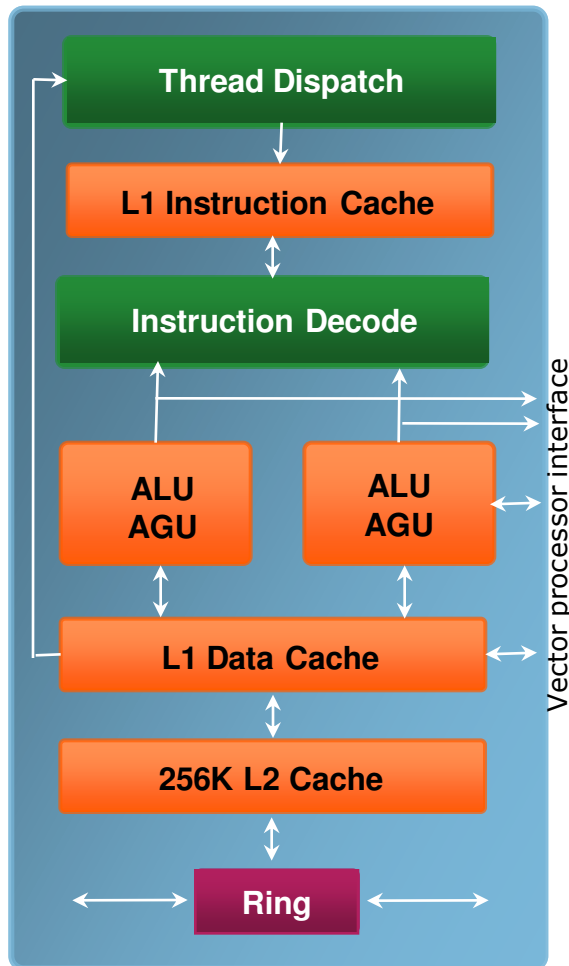 Thread Dispatch
L1 Instruction Cache
Instruction Decode
ALU
AGU
ALU
AGU
Vector processor interface
L1 Data Cache
256K L2 Cache
Ring